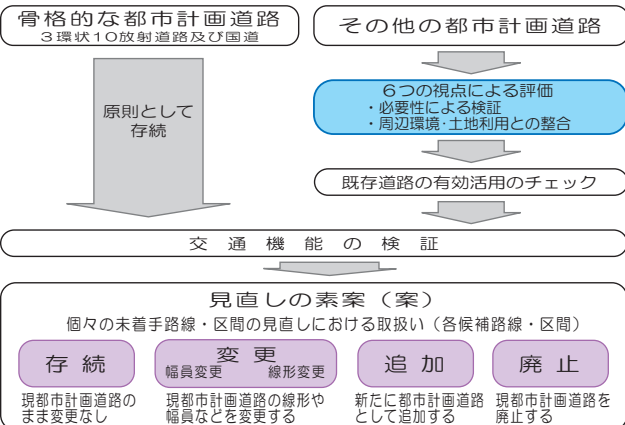 骨格的な都市計画道路
３環状１０放射道路及び国道
その他の都市計画道路
６つの視点による評価
・必要性による検証
・周辺環境・土地利用との整合
原則として
存続
既存道路の有効活用のチェック
交通機能の検証
見直しの素案（案）
個々の未着手路線・区間の見直しにおける取扱い（各候補路線・区間）
存続
変更
幅員変更 線形変更
追加
廃止
現都市計画道路の
まま変更なし
現都市計画道路の線形や
幅員などを変更する
新たに都市計画道路
として追加する
現都市計画道路を
廃止する